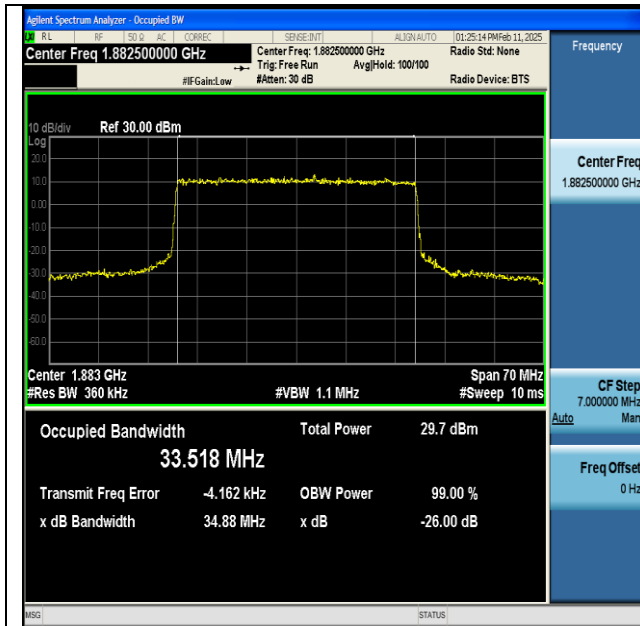 Agilent Spectrum Analyzer - Occupied BW
RL RF 50 Ω AC CORREC SENSE:INT ALIGN AUTO 01:25:14 PM Feb 11, 2025
Center Freq 1.882500000 GHz
Center Freq: 1.882500000 GHz
Radio Std: None
Trig: Free Run Avg|Hold: 100/100
#IFGain:Low #Atten: 30 dB Radio Device: BTS
Frequency
10 dB/div Ref 30.00 dBm
Log
20.0
10.0
0.00
-10.0
-20.0
-30.0
-40.0
-50.0
-60.0
Center Freq
1.882500000 GHz
Center 1.883 GHz Span 70 MHz
#Res BW 360 kHz #VBW 1.1 MHz #Sweep 10 ms
CF Step
7.000000 MHz
Auto Man
Occupied Bandwidth Total Power 29.7 dBm
33.518 MHz
Transmit Freq Error -4.162 kHz OBW Power 99.00 %
x dB Bandwidth 34.88 MHz x dB -26.00 dB
Freq Offset
0 Hz
MSG STATUS